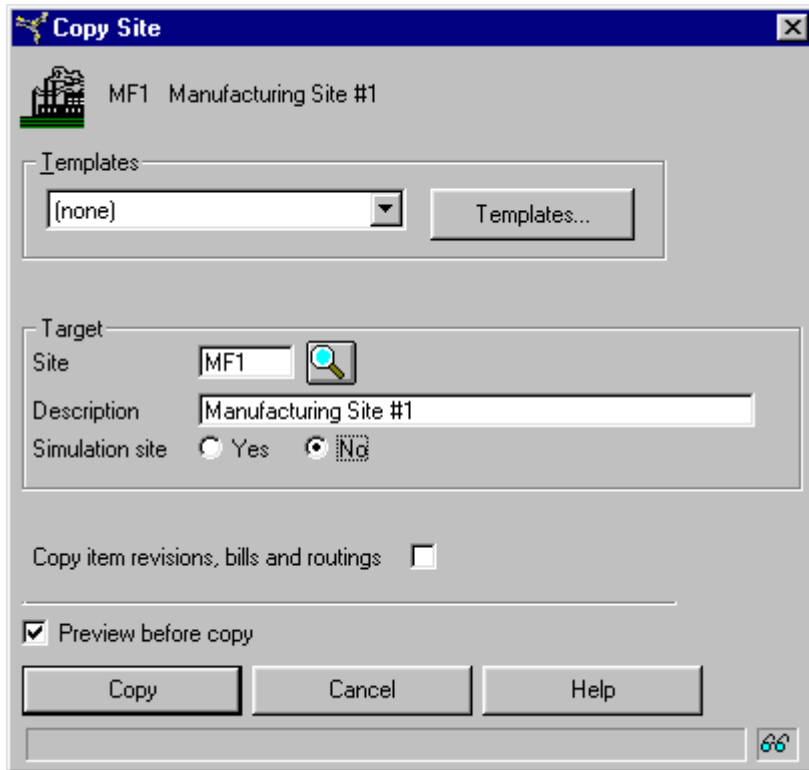 Copy Site
MF1 Manufacturing Site #1
Templates
(none)
Templates...
Target
Site MF1
Description Manufacturing Site #1
Simulation site Yes No
Copy item revisions, bills and routings
Preview before copy
Copy Cancel Help